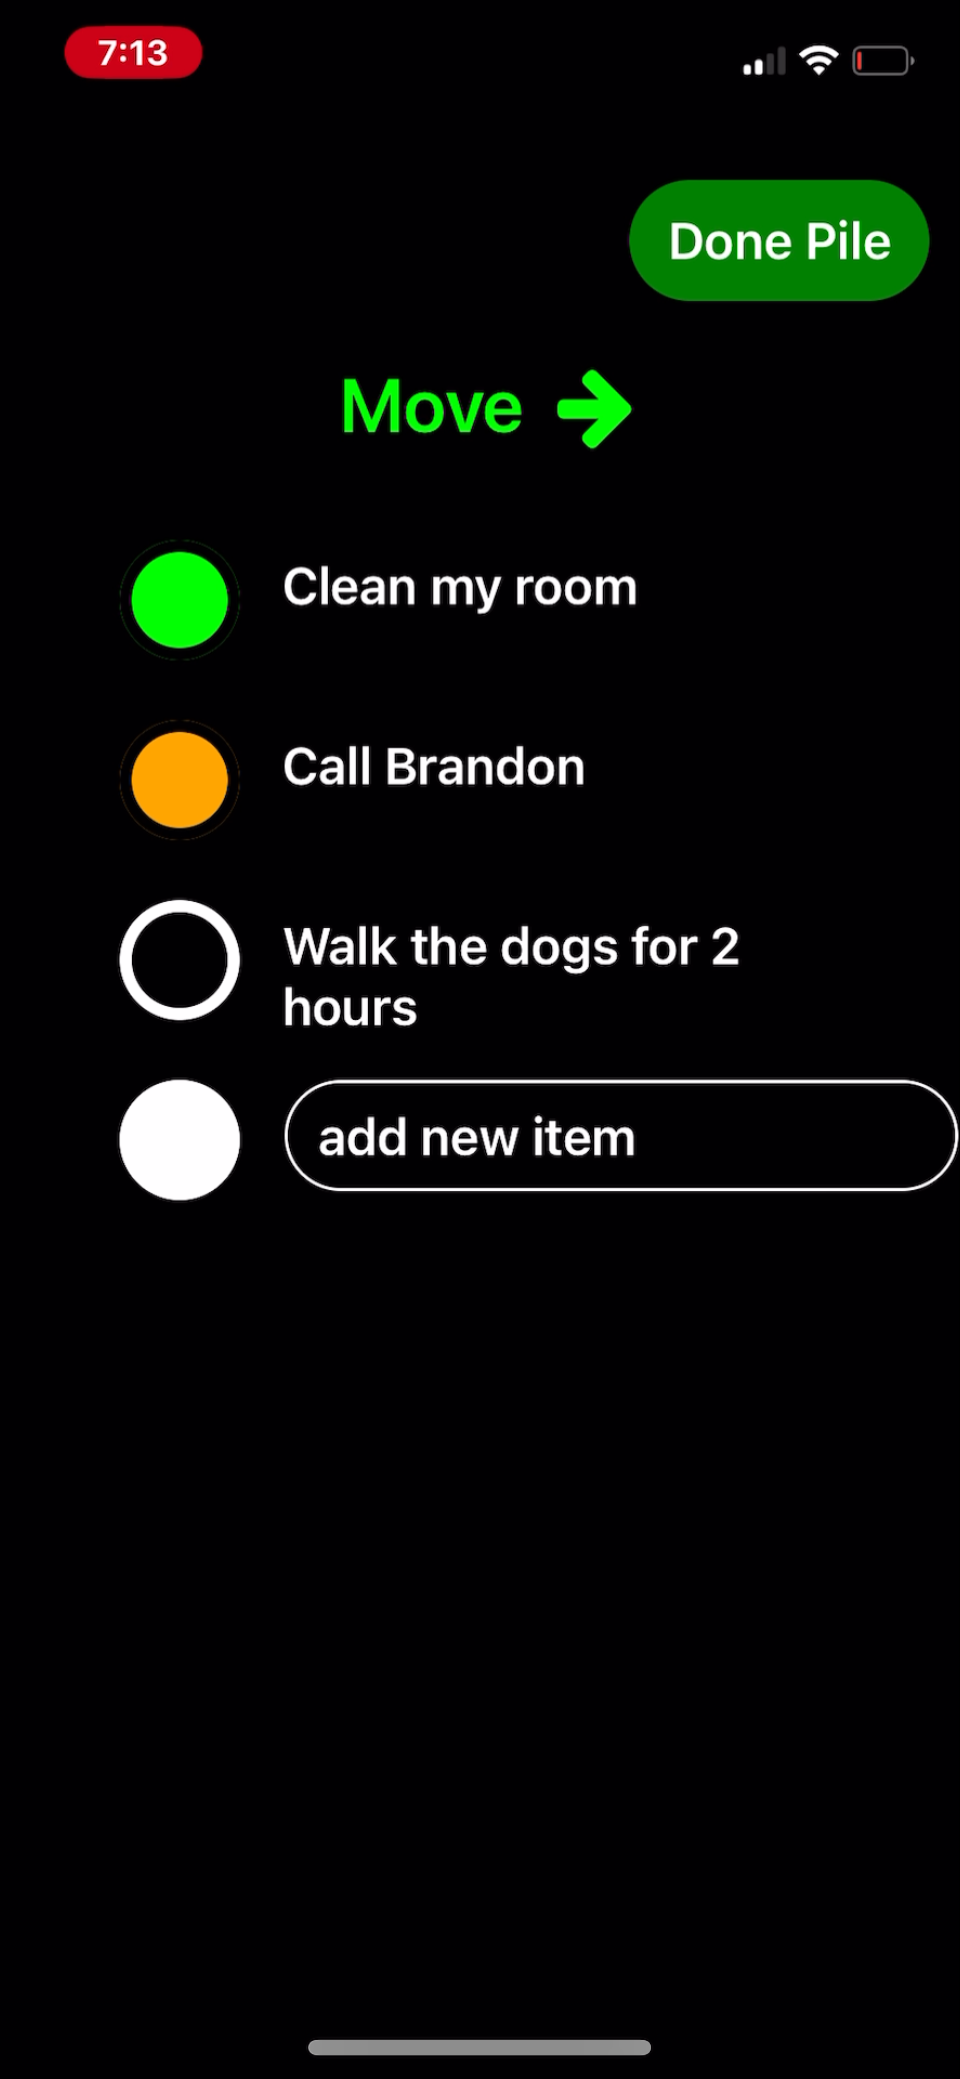 7:13
Done Pile
Move
Clean my room
Call Brandon
Walk the dogs for 2
hours
add new item